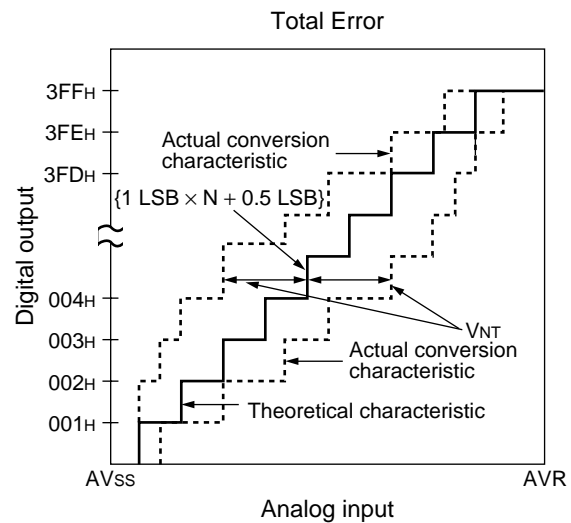 Total Error
3FFH
3FEH
3FDH
Actual conversion
characteristic
{1 LSB × N + 0.5 LSB}
Digital output
004H
003H
002H
001H
VNT
Actual conversion
characteristic
Theoretical characteristic
AVSS
AVR
Analog input